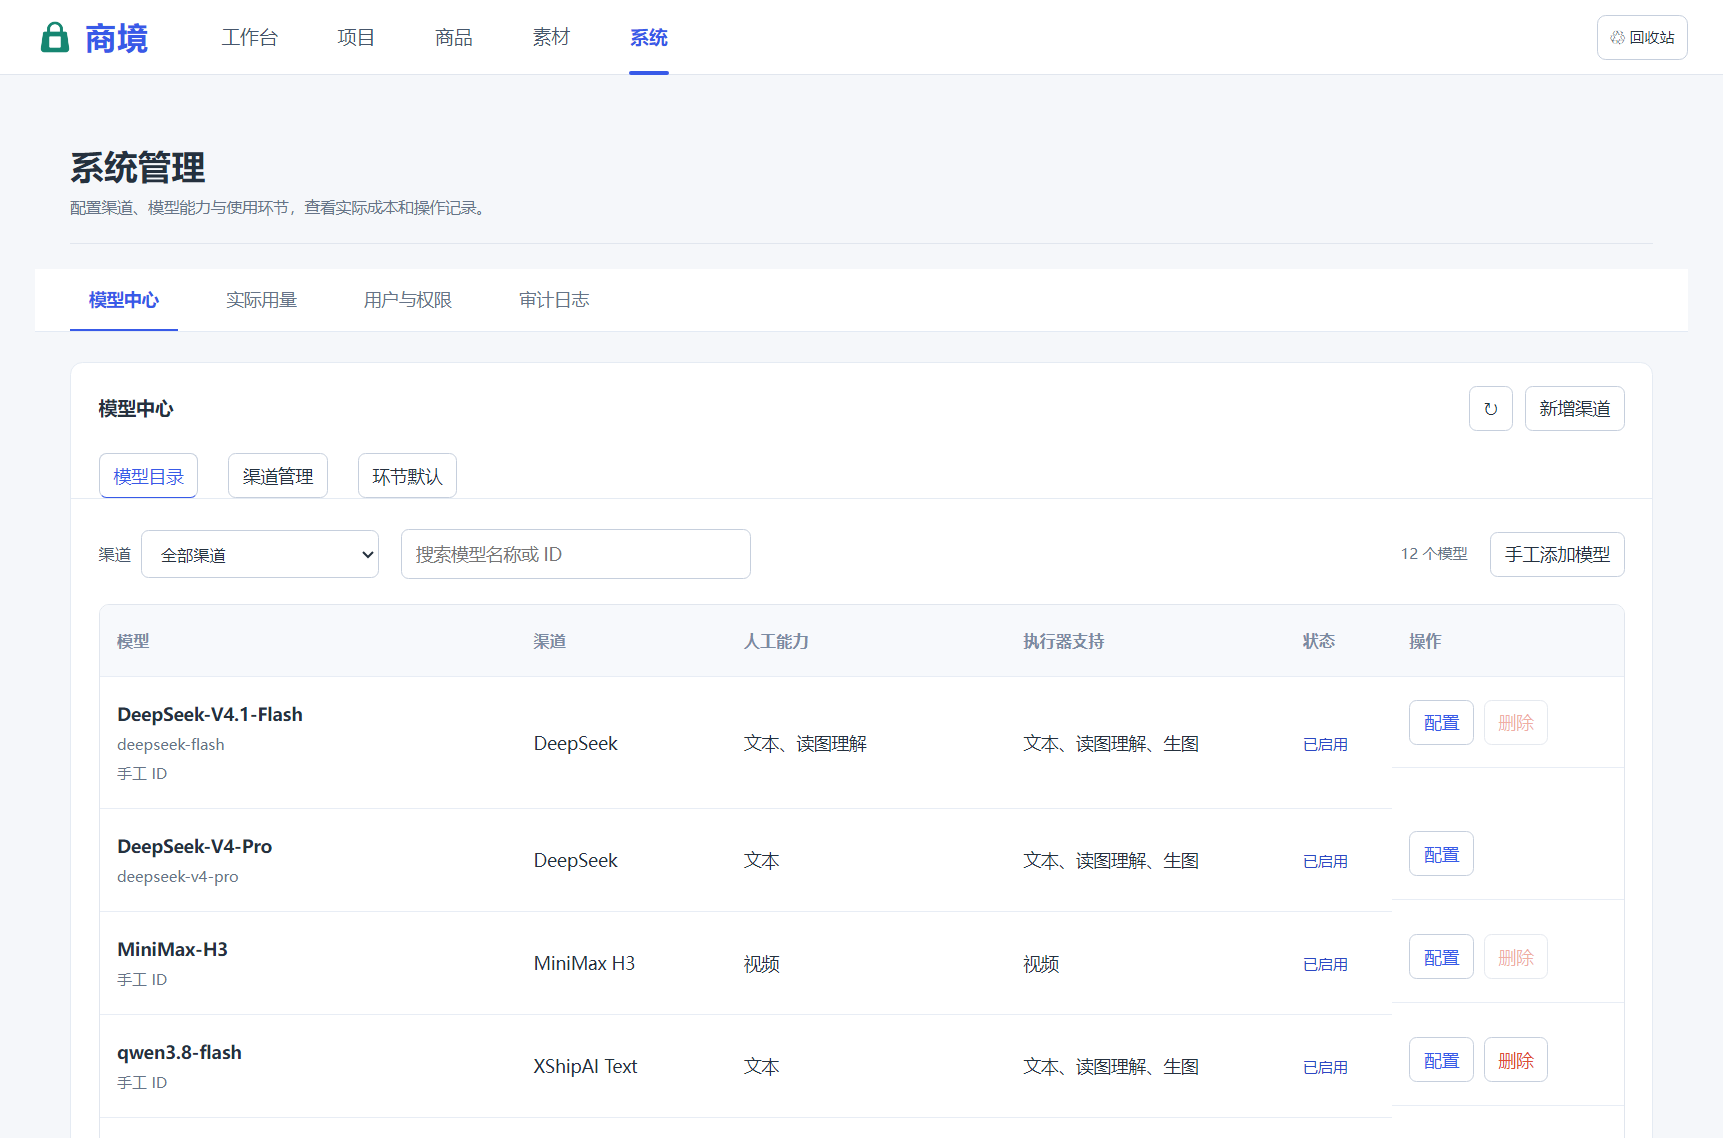 商境
工作台
项目
商品
素材
系统
回收站
系统管理
配置渠道、模型能力与使用环节，查看实际成本和操作记录。
模型中心
实际用量
用户与权限
审计日志
模型中心
新增渠道
模型目录
渠道管理
环节默认
渠道
全部渠道
搜索模型名称或 ID
12 个模型
手工添加模型
模型
渠道
人工能力
执行器支持
状态
操作
DeepSeek-V4.1-Flash
deepseek-flash
手工 ID
DeepSeek
文本、读图理解
文本、读图理解、生图
已启用
配置
删除
DeepSeek-V4-Pro
deepseek-v4-pro
DeepSeek
文本
文本、读图理解、生图
已启用
配置
MiniMax-H3
手工 ID
MiniMax H3
视频
视频
已启用
配置
删除
qwen3.8-flash
手工 ID
XShipAI Text
文本
文本、读图理解、生图
已启用
配置
删除